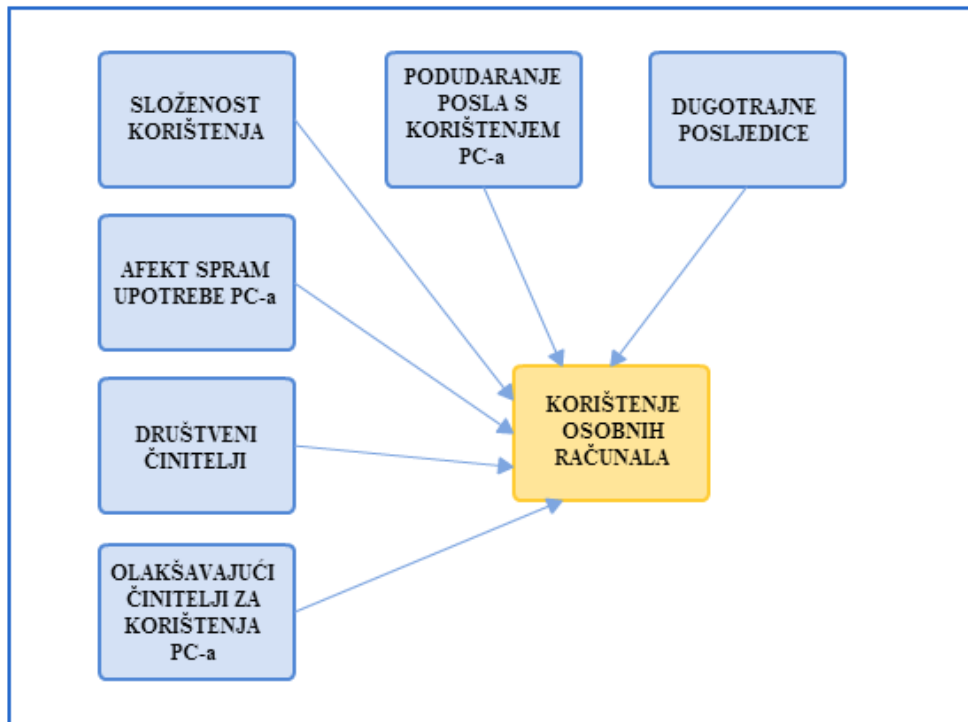 SLOŽENOST
KORIŠTENJA
PODUDARANJE
POSLA S
KORIŠTENJEM
PC-a
DUGOTRAJNE
POSLJEDICE
AFEKT SPRAM
UPOTREBE PC-a
DRUŠTVENI
ČINITELJI
KORIŠTENJE
OSOBNIH
RAČUNALA
OLAKŠAVAJUĆI
ČINITELJI ZA
KORIŠTENJA
PC-a